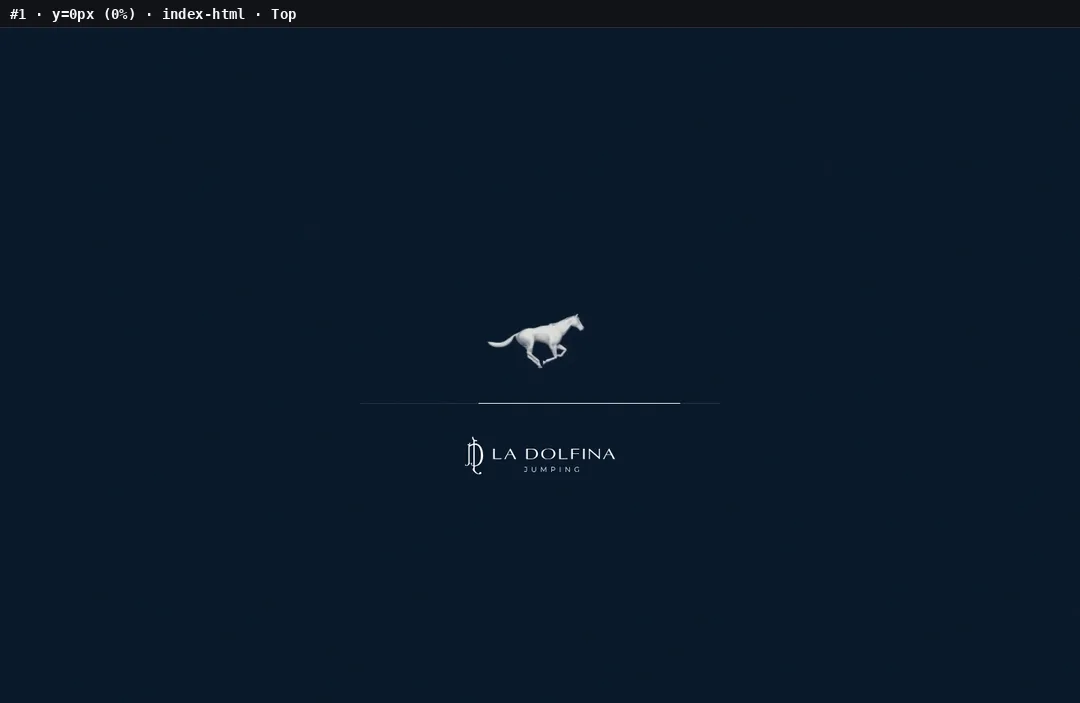 #1 · y=0px (0%) · index-html · Top
LA DOLFINA
JUMPING